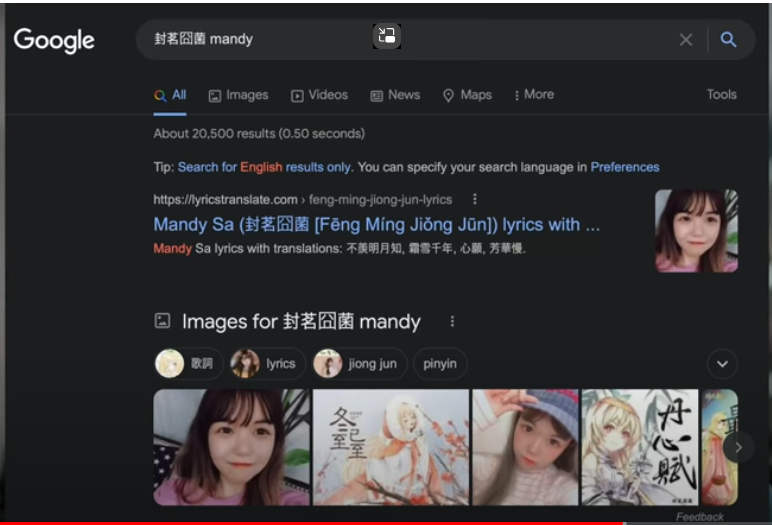 Google
封茗囧菌 mandy
All Images Videos News Maps More Tools
About 20,500 results (0.50 seconds)
Tip: Search for English results only. You can specify your search language in Preferences
https://lyricstranslate.com › feng-ming-jiong-jun-lyrics
Mandy Sa (封茗囧菌 [Fēng Míng Jiǒng Jūn]) lyrics with ...
Mandy Sa lyrics with translations: 不羨明月知, 霜雪千年, 心願, 芳華慢.
Images for 封茗囧菌 mandy
歌詞 lyrics jiong jun pinyin
冬至
丹心賦
Feedback